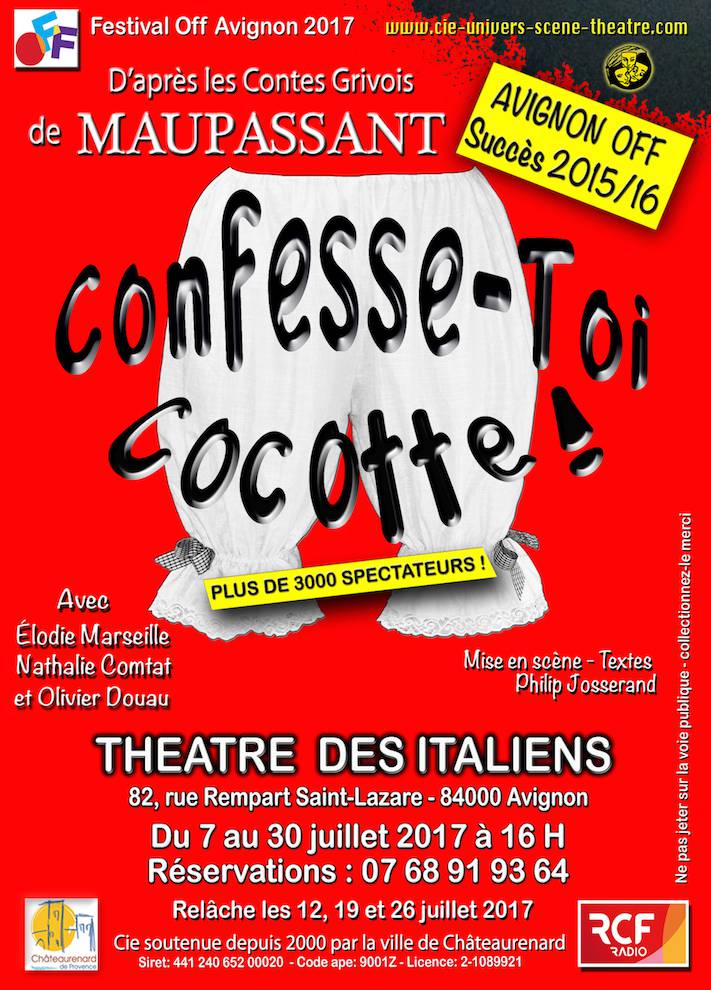 OFF
Festival Off Avignon 2017
www.cie-univers-scene-theatre.com
D'après les Contes Grivois
de MAUPASSANT
AVIGNON OFF
Succès 2015/16
Confesse-Toi
Cocotte !
PLUS DE 3000 SPECTATEURS !
Avec
Élodie Marseille
Nathalie Comtat
et Olivier Douau
Mise en scène - Textes
Philip Josserand
Ne pas jeter sur la voie publique - collectionnez-le merci
THEATRE DES ITALIENS
82, rue Rempart Saint-Lazare - 84000 Avignon
Du 7 au 30 juillet 2017 à 16 H
Réservations : 07 68 91 93 64
Relâche les 12, 19 et 26 juillet 2017
Cie soutenue depuis 2000 par la ville de Châteaurenard
Siret: 441 240 652 00020 - Code ape: 9001Z - Licence: 2-1089921
Châteaurenard
de Provence
RCF
RADIO